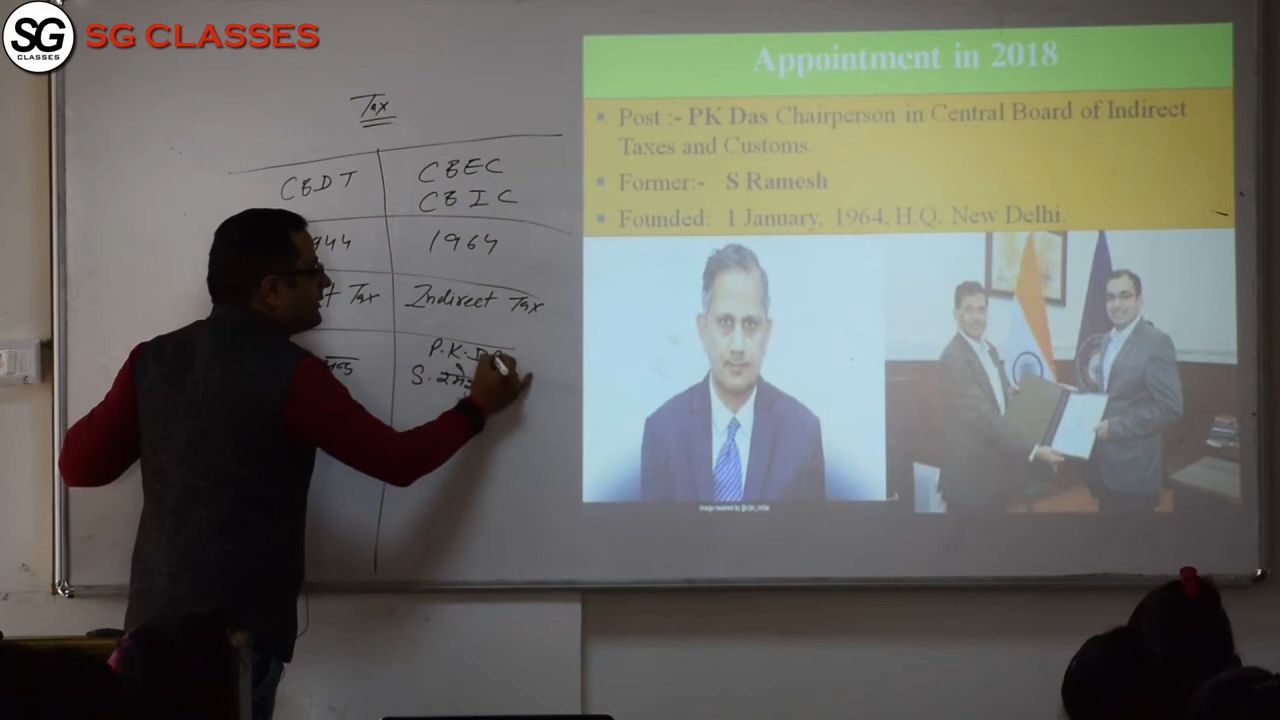 SG CLASSES
SG
CLASSES
Tax
CBDT
CBEC
CBIC
1964
Tax
Indirect Tax
P.K.
S.
Appointment in 2018
Post :- PK Das Chairperson in Central Board of Indirect
Taxes and Customs.
Former:- S Ramesh
Founded: 1 January, 1964, H.Q. New Delhi.